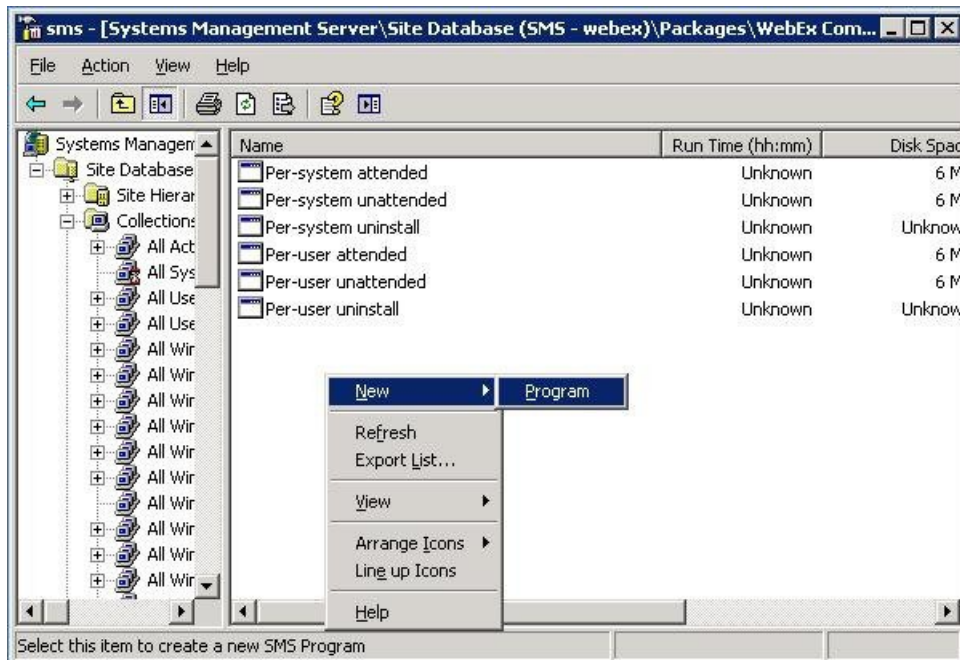 sms - [Systems Management Server\Site Database (SMS - webex)\Packages\WebEx Com...
File Action View Help
Systems Managem
Site Database
Site Hierar
Collections
All Act
All Sys
All Use
All Use
All Wir
All Wir
All Wir
All Wir
All Wir
All Wir
All Wir
All Wir
All Wir
All Wir
Name Run Time (hh:mm) Disk Spac
Per-system attended Unknown 6 M
Per-system unattended Unknown 6 M
Per-system uninstall Unknown Unknow
Per-user attended Unknown 6 M
Per-user unattended Unknown 6 M
Per-user uninstall Unknown Unknow
New
Program
Refresh
Export List...
View
Arrange Icons
Line up Icons
Help
Select this item to create a new SMS Program